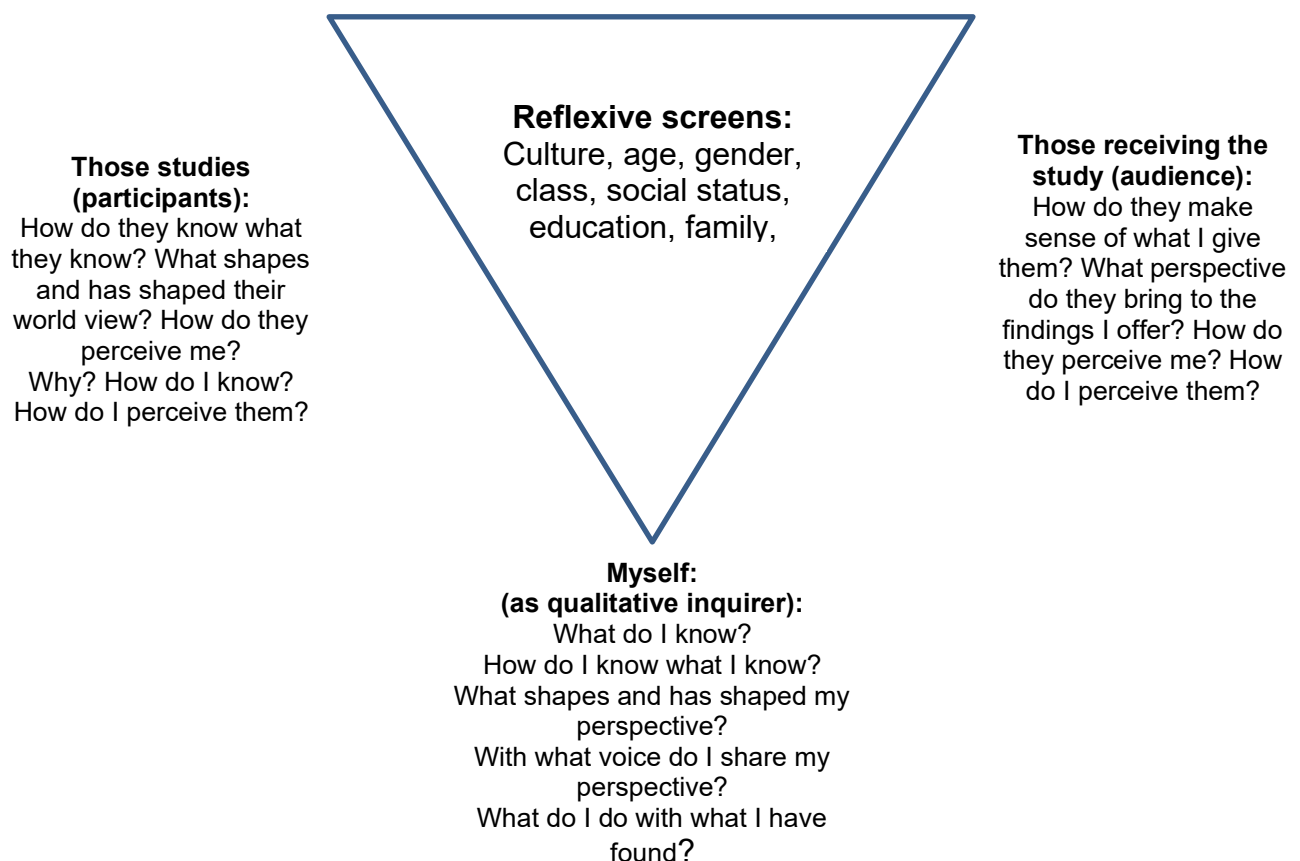 Reflexive screens:
Culture, age, gender,
class, social status,
education, family,
Those studies
(participants):
How do they know what
they know? What shapes
and has shaped their
world view? How do they
perceive me?
Why? How do I know?
How do I perceive them?
Those receiving the
study (audience):
How do they make
sense of what I give
them? What perspective
do they bring to the
findings I offer? How do
they perceive me? How
do I perceive them?
Myself:
(as qualitative inquirer):
What do I know?
How do I know what I know?
What shapes and has shaped my
perspective?
With what voice do I share my
perspective?
What do I do with what I have
found?